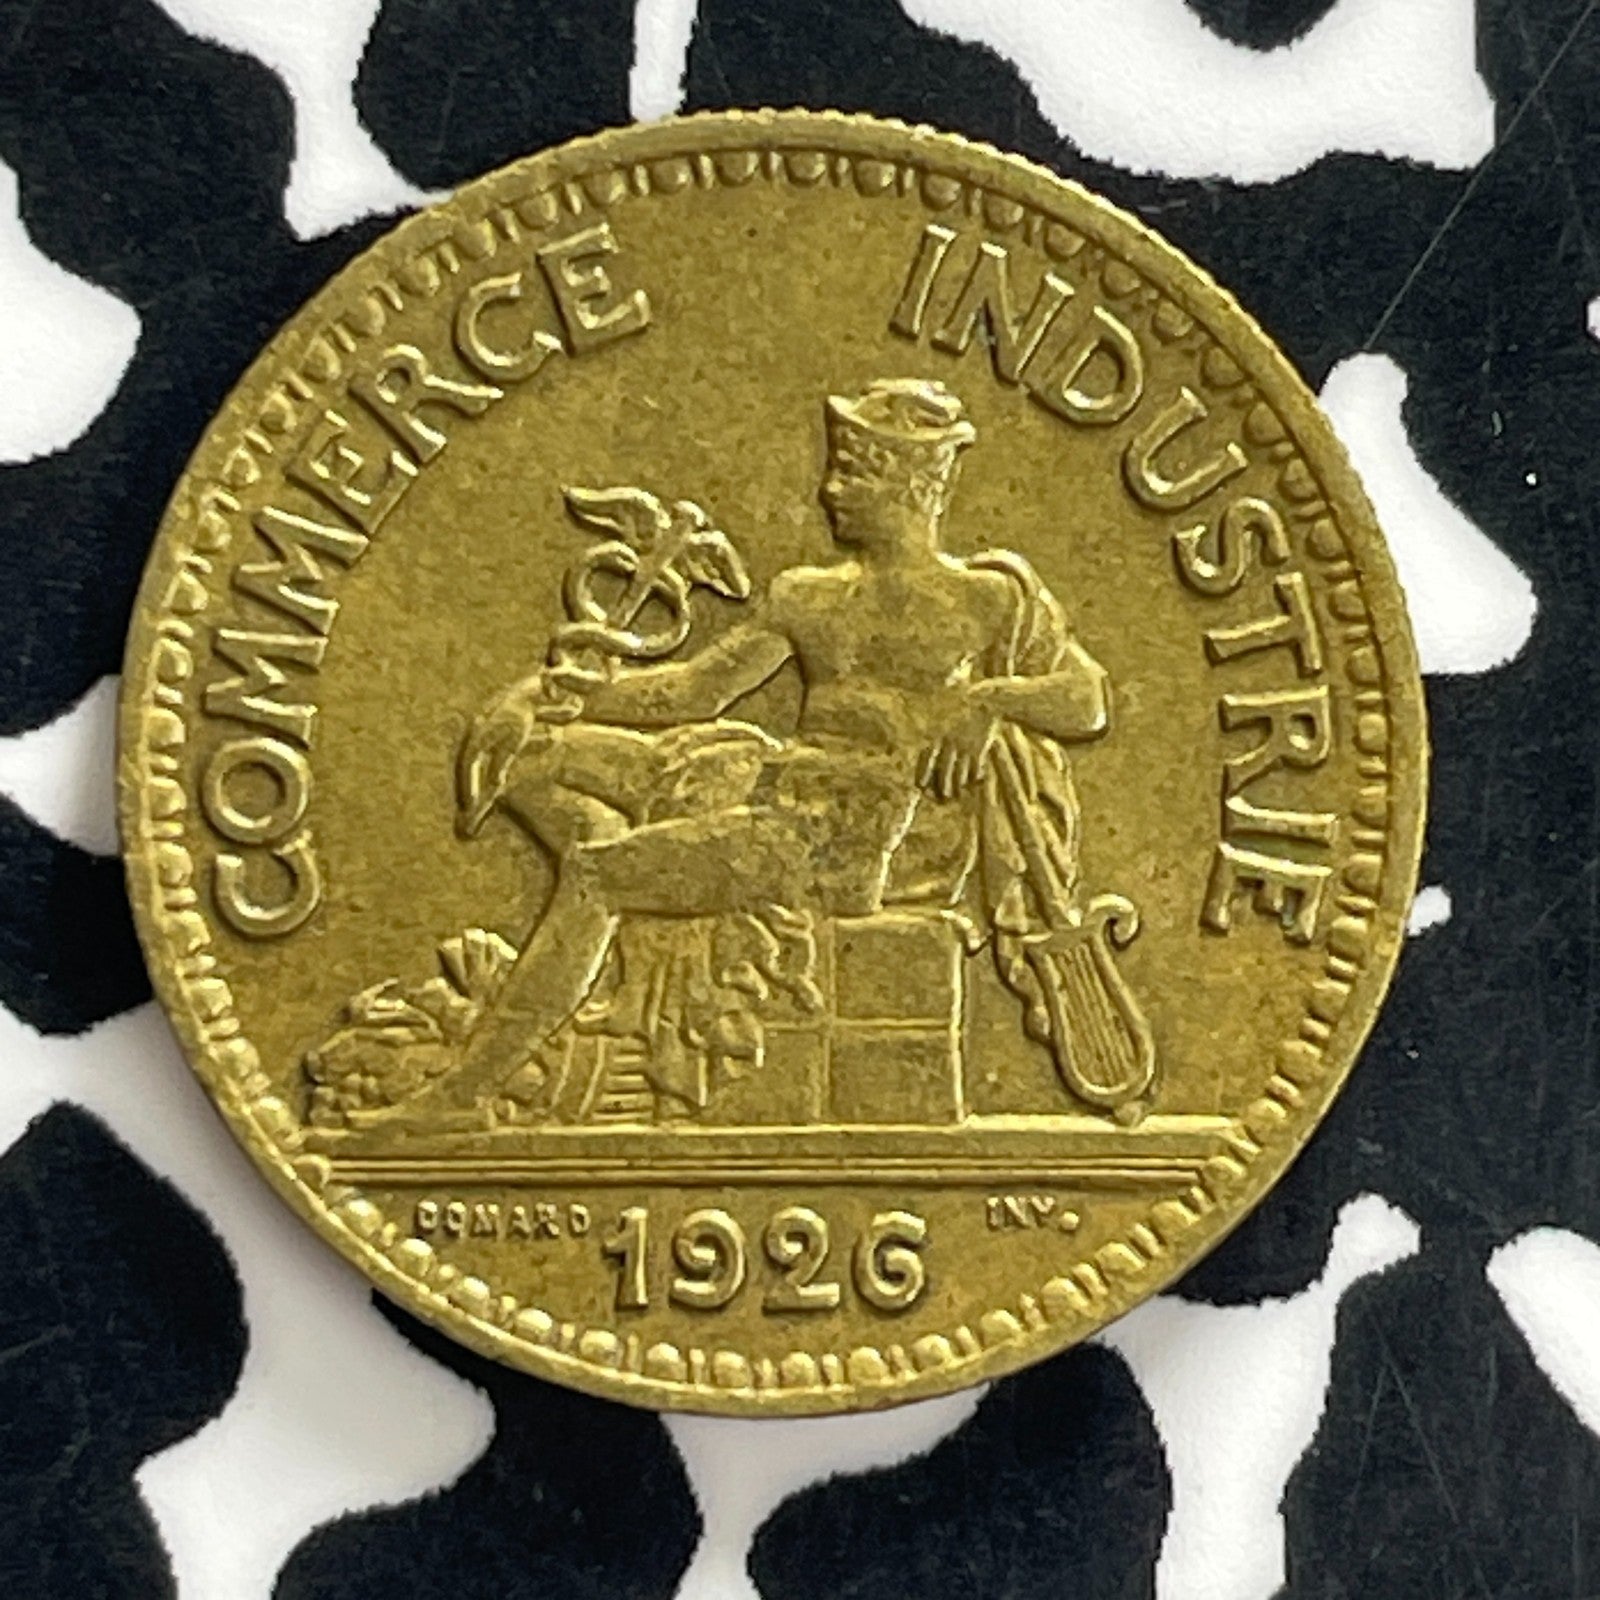 COMMERCE INDUSTRIE
DOMARD 1926 INV.